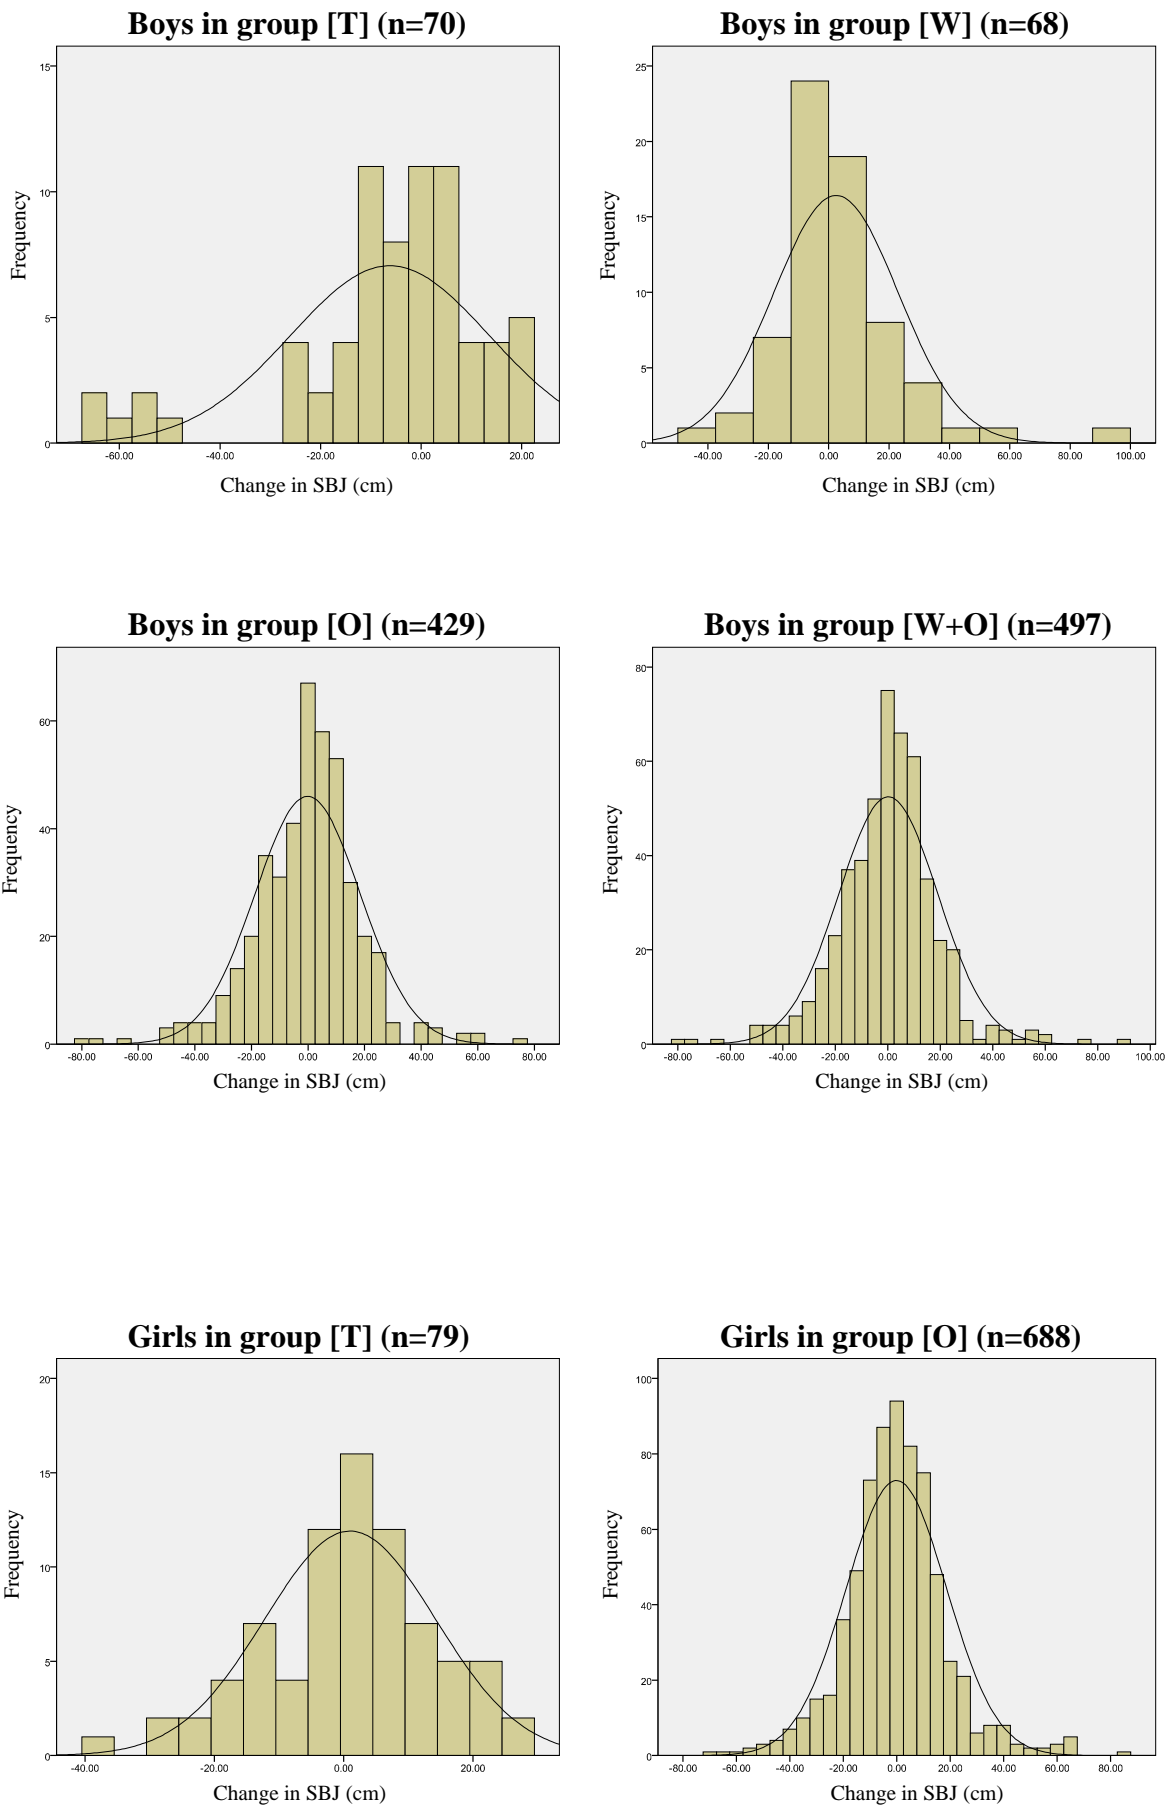 Boys in group [T] (n=70)
15
10
5
0
Frequency
-60.00 -40.00 -20.00 0.00 20.00
Change in SBJ (cm)
Boys in group [W] (n=68)
25
20
15
10
5
0
Frequency
-40.00 -20.00 0.00 20.00 40.00 60.00 80.00 100.00
Change in SBJ (cm)
Boys in group [O] (n=429)
60
40
20
0
Frequency
-80.00 -60.00 -40.00 -20.00 0.00 20.00 40.00 60.00 80.00
Change in SBJ (cm)
Boys in group [W+O] (n=497)
80
60
40
20
0
Frequency
-80.00 -60.00 -40.00 -20.00 0.00 20.00 40.00 60.00 80.00 100.00
Change in SBJ (cm)
Girls in group [T] (n=79)
20
15
10
5
0
Frequency
-40.00 -20.00 0.00 20.00
Change in SBJ (cm)
Girls in group [O] (n=688)
100
80
60
40
20
0
Frequency
-80.00 -60.00 -40.00 -20.00 0.00 20.00 40.00 60.00 80.00
Change in SBJ (cm)